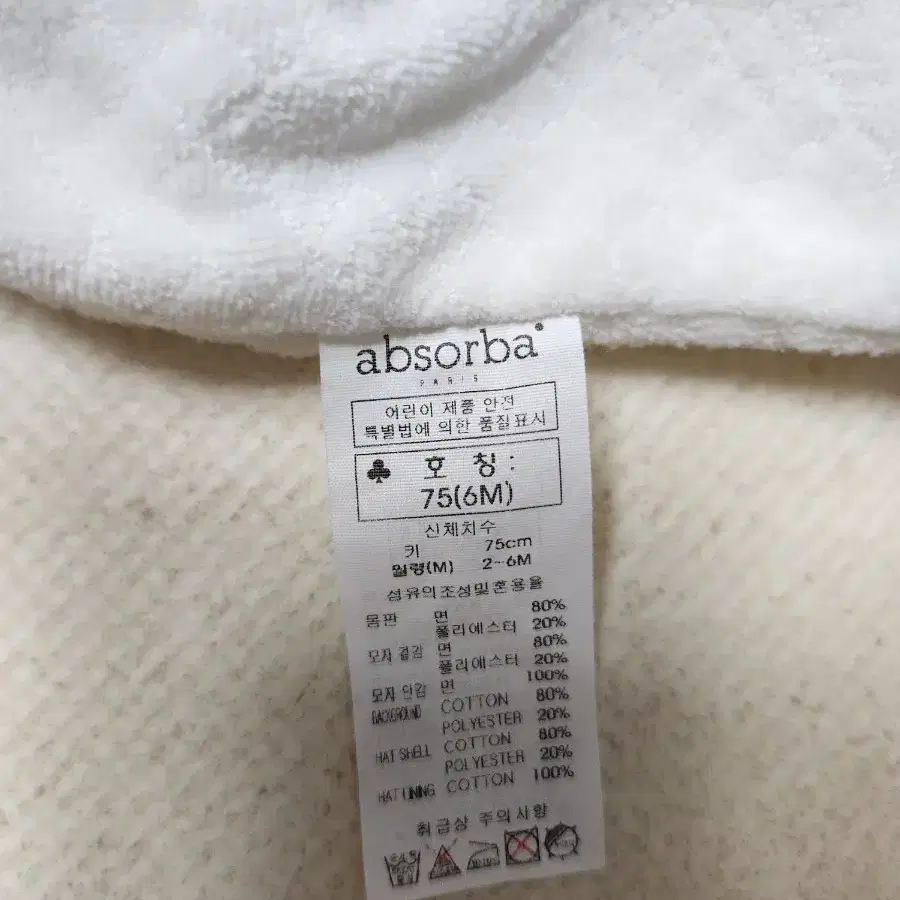 absorba
PARIS
어린이 제품 안전
특별법에 의한 품질표시
♣ 호 칭 :
75(6M)
신체치수
키 75cm
월령(M) 2~6M
섬유의조성및혼용율
몸판 면 80%
폴리에스터 20%
모자 겉감 면 80%
폴리에스터 20%
모자 안감 면 100%
BACKGROUND COTTON 80%
POLYESTER 20%
HAT SHELL COTTON 80%
POLYESTER 20%
HAT LINING COTTON 100%
취급상 주의사항